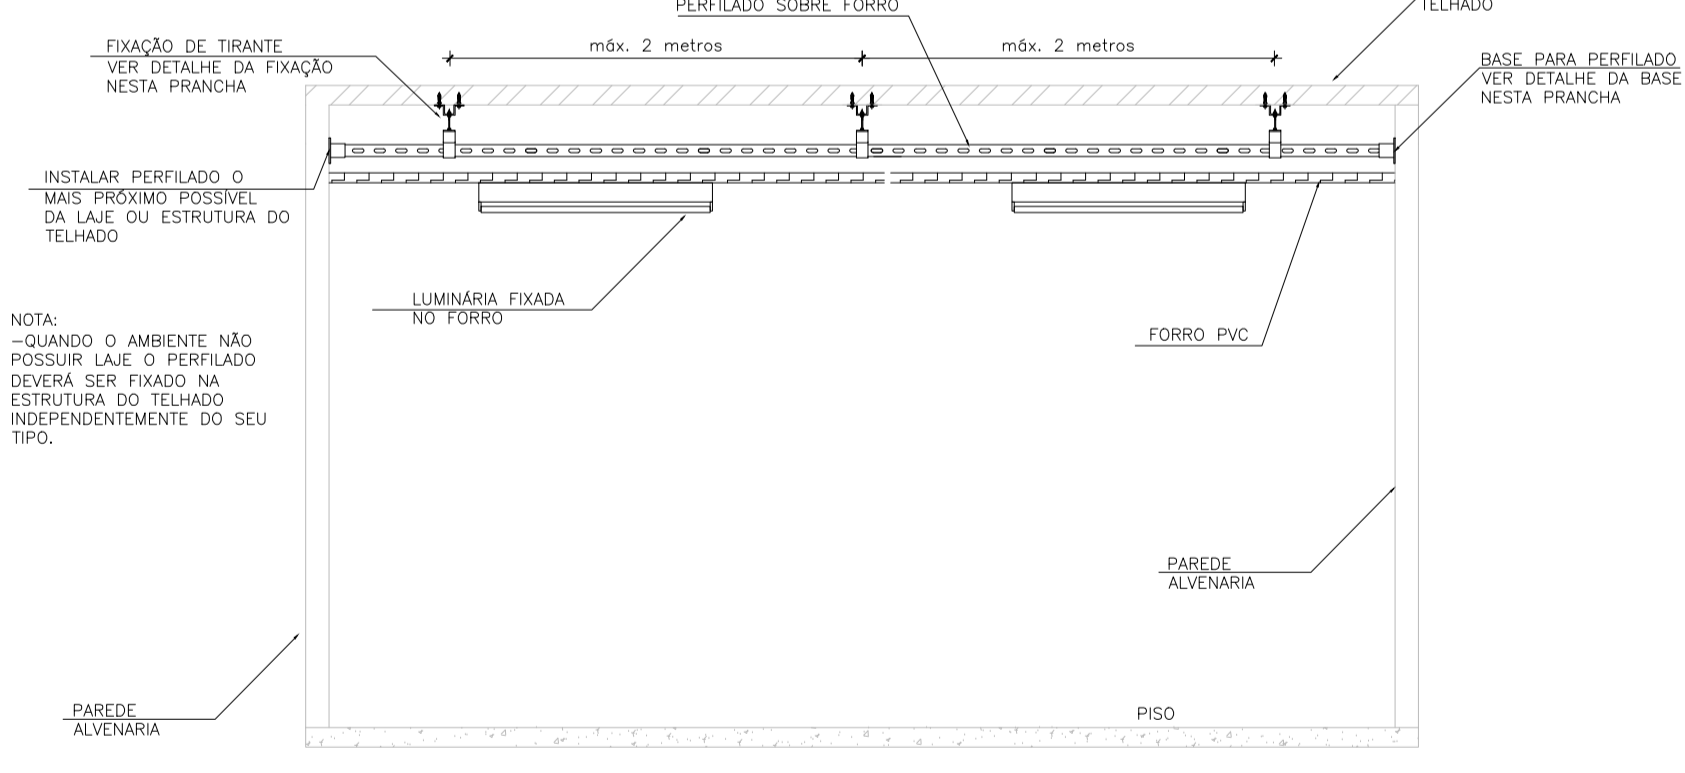 PERFILADO SOBRE FORRO
TELHADO
FIXAÇÃO DE TIRANTE
VER DETALHE DA FIXAÇÃO
NESTA PRANCHA
máx. 2 metros
máx. 2 metros
BASE PARA PERFILADO
VER DETALHE DA BASE
NESTA PRANCHA
INSTALAR PERFILADO O
MAIS PRÓXIMO POSSÍVEL
DA LAJE OU ESTRUTURA DO
TELHADO
LUMINÁRIA FIXADA
NO FORRO
FORRO PVC
NOTA:
-QUANDO O AMBIENTE NÃO
POSSUIR LAJE O PERFILADO
DEVERÁ SER FIXADO NA
ESTRUTURA DO TELHADO
INDEPENDENTEMENTE DO SEU
TIPO.
PAREDE
ALVENARIA
PAREDE
ALVENARIA
PISO